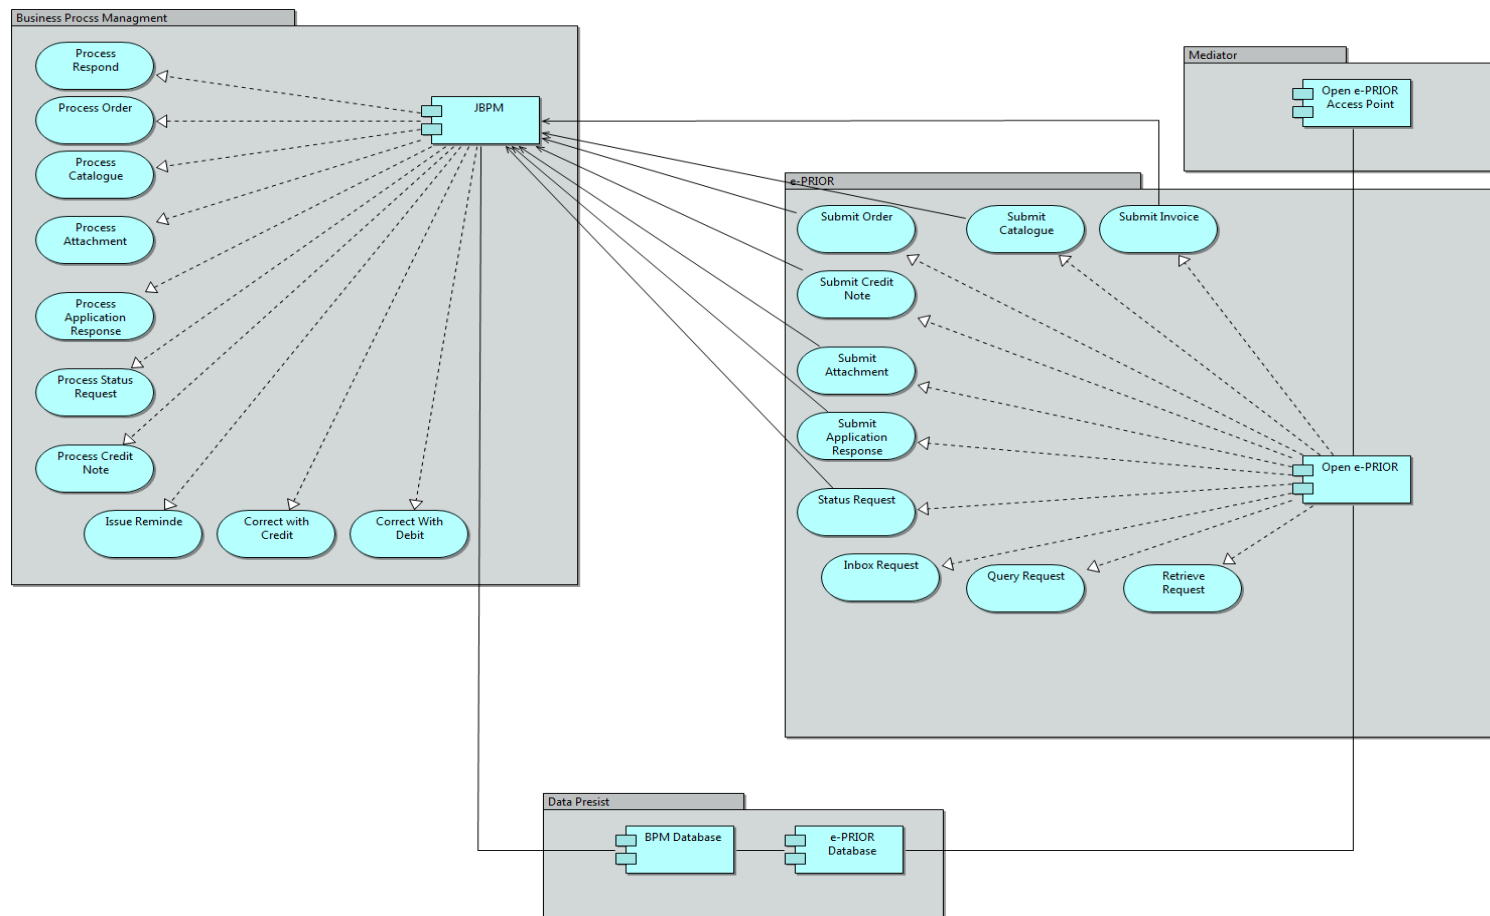 Business Procss Managment
Process
Respond
Process Order
Process
Catalogue
Process
Attachment
Process
Application
Response
Process Status
Request
Process Credit
Note
Issue Reminde
Correct with
Credit
Correct With
Debit
JBPM
Mediator
Open e-PRIOR
Access Point
e-PRIOR
Submit Order
Submit
Catalogue
Submit Invoice
Submit Credit
Note
Submit
Attachment
Submit
Application
Response
Status Request
Open e-PRIOR
Inbox Request
Query Request
Retrieve
Request
Data Presist
BPM Database
e-PRIOR
Database